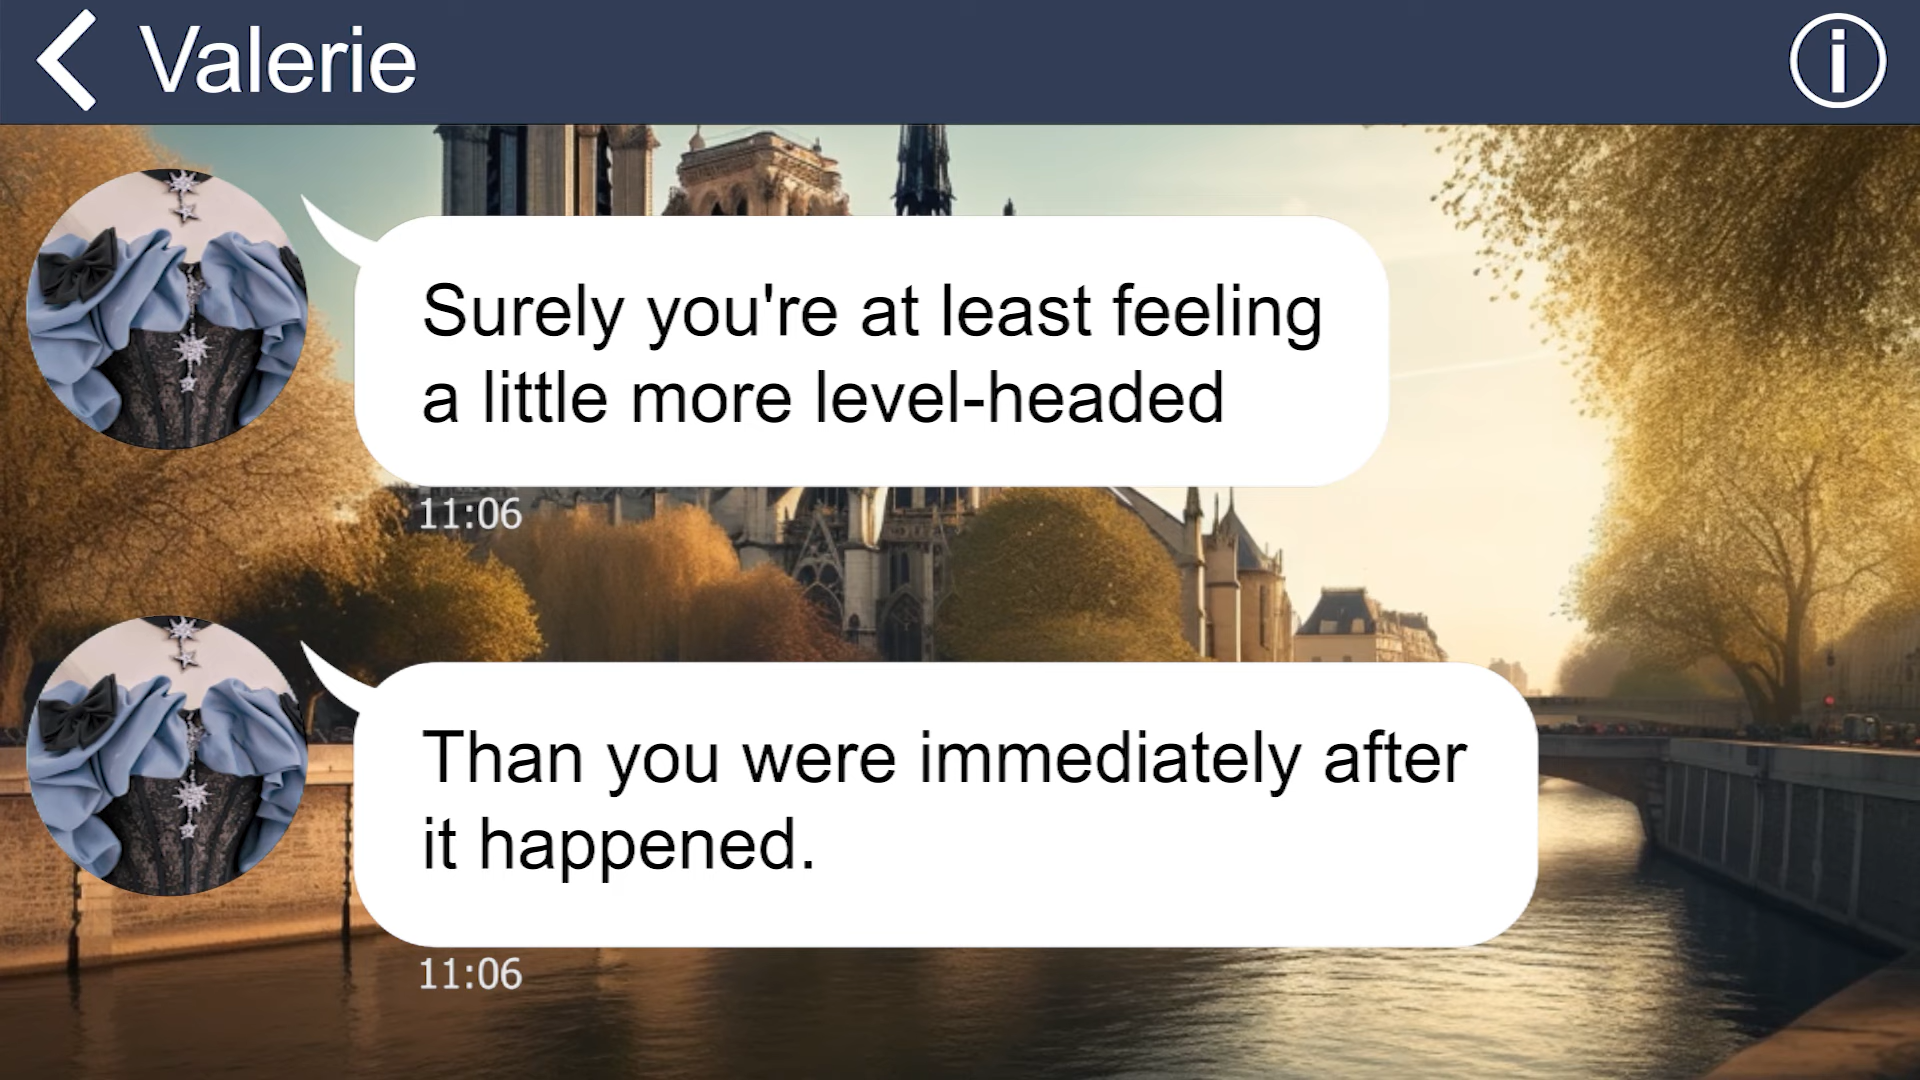 Valerie
Surely you're at least feeling
a little more level-headed
11:06
Than you were immediately after
it happened.
11:06